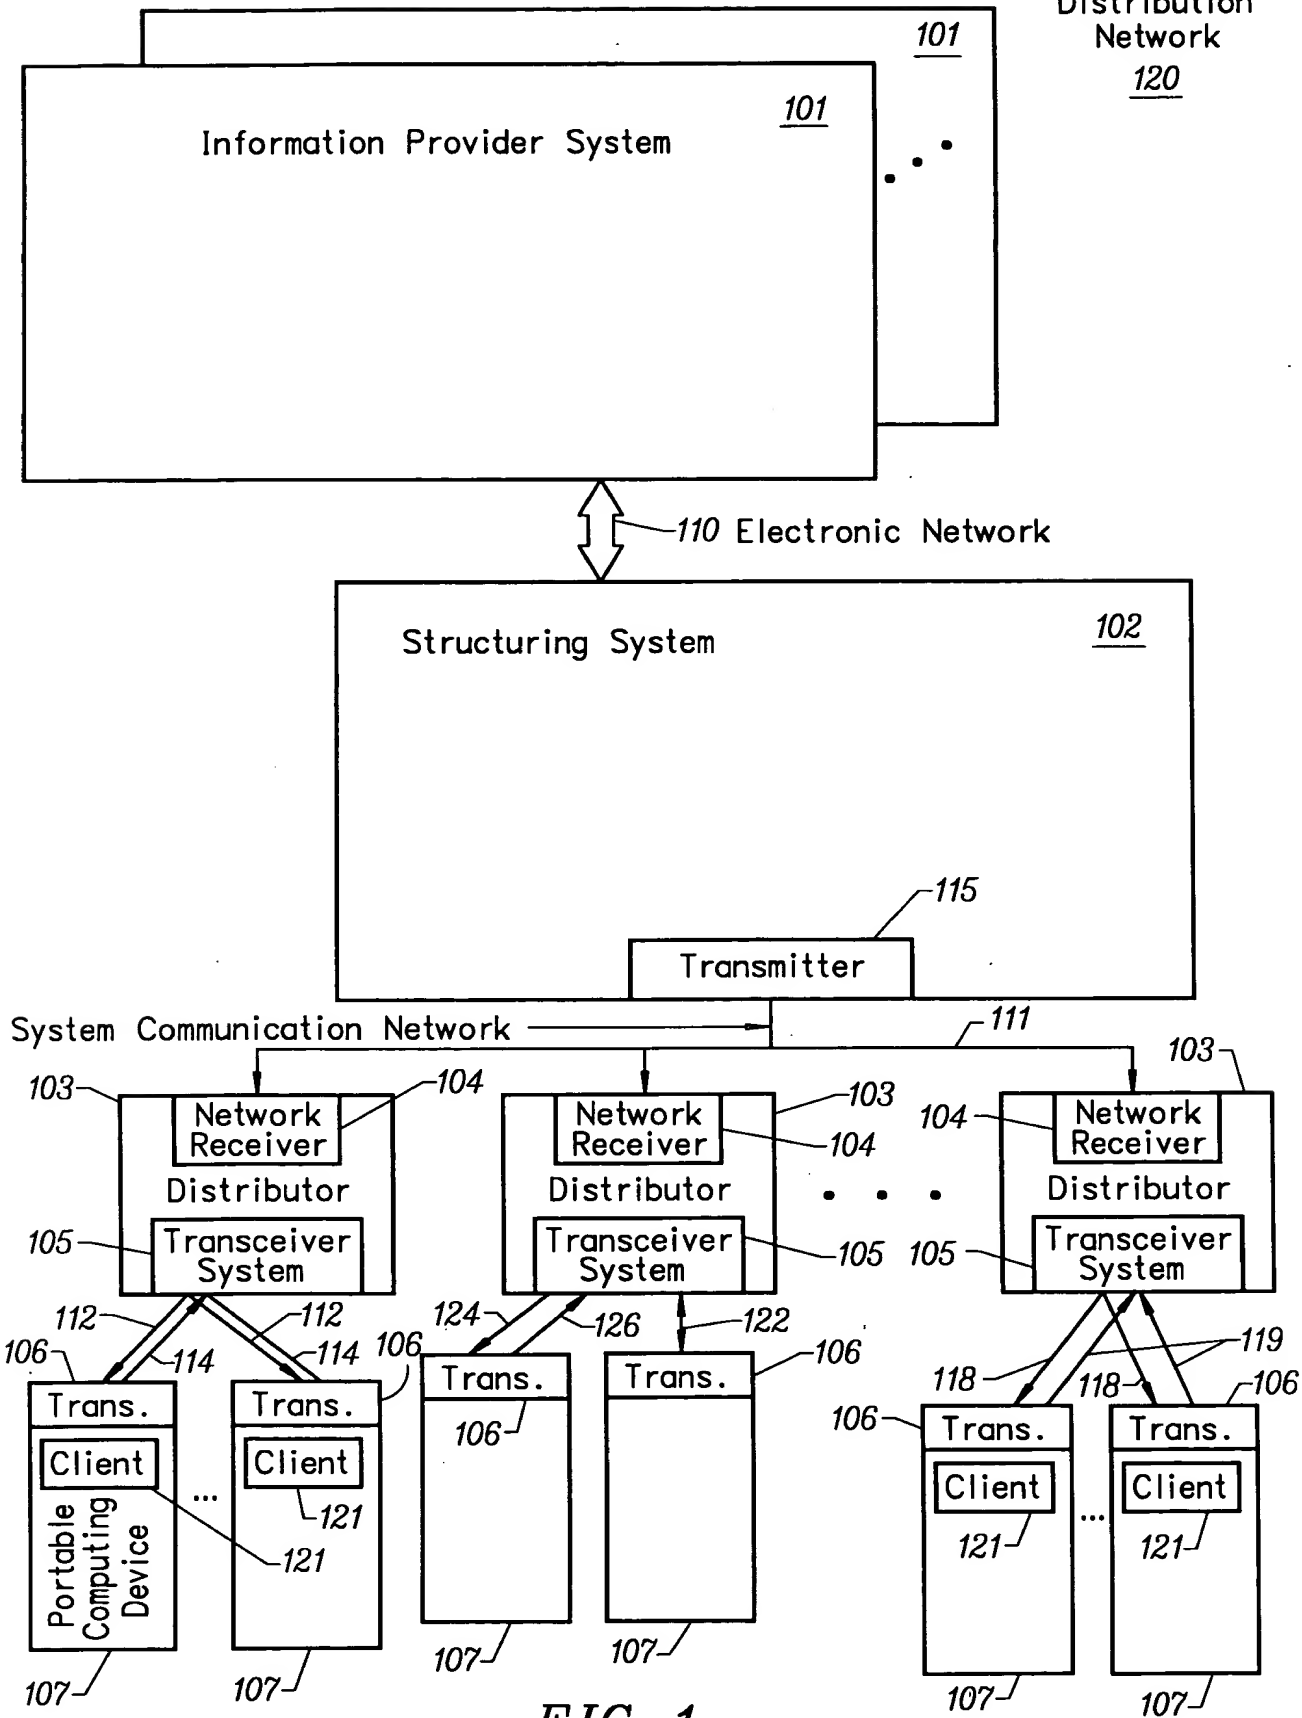 Distribution
Network
120
101
101
Information Provider System
110 Electronic Network
Structuring System
102
115
Transmitter
System Communication Network
111
103
104
Network
Receiver
Distributor
105
Transceiver
System
103
104
Network
Receiver
Distributor
105
Transceiver
System
103
104
Network
Receiver
Distributor
105
Transceiver
System
112
112
114
114
124
126
122
118
118
119
106
Trans.
Client
121
Portable
Computing
Device
107
...
106
Trans.
Client
121
107
Trans.
106
107
106
Trans.
107
106
Trans.
Client
121
107
...
106
Trans.
Client
121
107
FIG. 1